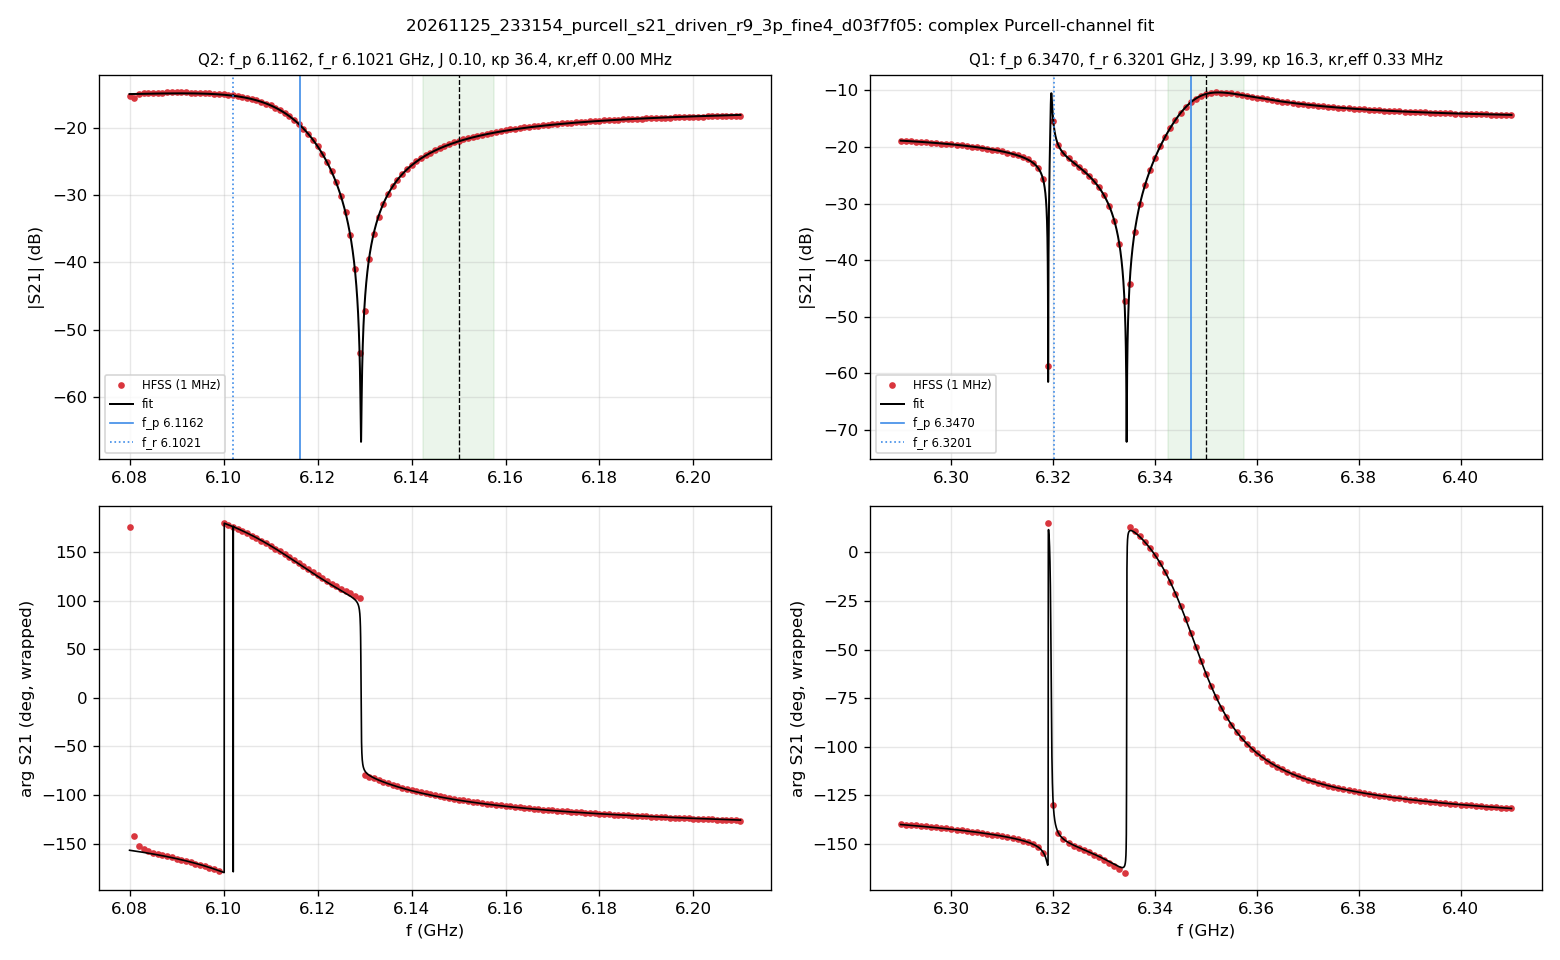 20261125_233154_purcell_s21_driven_r9_3p_fine4_d03f7f05: complex Purcell-channel fit
Q2: f_p 6.1162, f_r 6.1021 GHz, J 0.10, κp 36.4, κr,eff 0.00 MHz
|S21| (dB)
−20
−30
−40
−50
−60
HFSS (1 MHz)
fit
f_p 6.1162
f_r 6.1021
6.08 6.10 6.12 6.14 6.16 6.18 6.20
Q1: f_p 6.3470, f_r 6.3201 GHz, J 3.99, κp 16.3, κr,eff 0.33 MHz
|S21| (dB)
−10
−20
−30
−40
−50
−60
−70
HFSS (1 MHz)
fit
f_p 6.3470
f_r 6.3201
6.30 6.32 6.34 6.36 6.38 6.40
arg S21 (deg, wrapped)
150
100
50
0
−50
−100
−150
6.08 6.10 6.12 6.14 6.16 6.18 6.20
f (GHz)
arg S21 (deg, wrapped)
0
−25
−50
−75
−100
−125
−150
6.30 6.32 6.34 6.36 6.38 6.40
f (GHz)